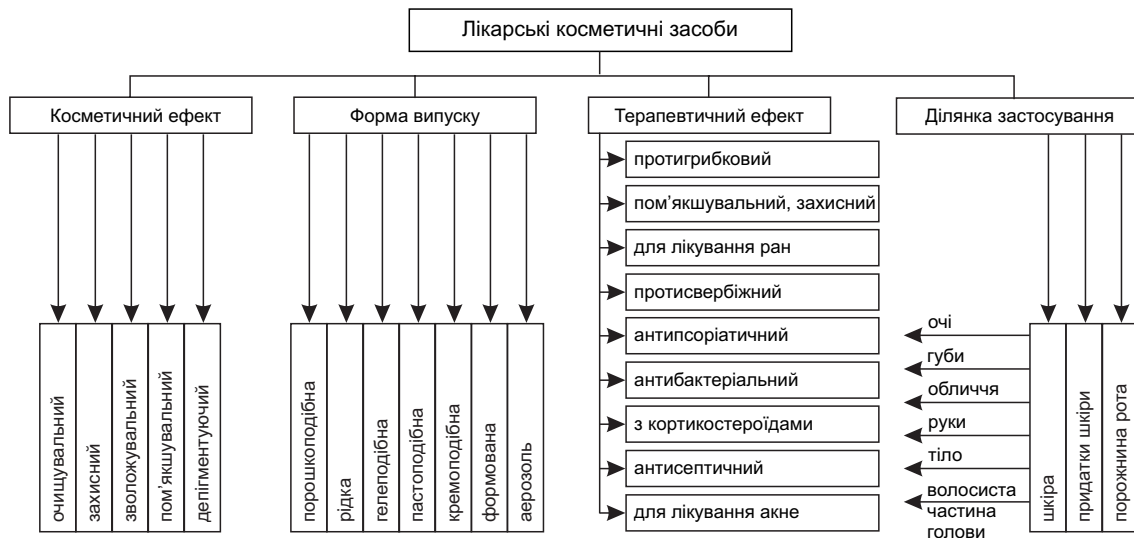 Лікарські косметичні засоби
Косметичний ефект
Форма випуску
Терапевтичний ефект
Ділянка застосування
очищувальний
захисний
зволожувальний
пом’якшувальний
депігментуючий
порошкоподібна
рідка
гелеподібна
пастоподібна
кремоподібна
формована
аерозоль
протигрибковий
пом’якшувальний, захисний
для лікування ран
протисвербіжний
антипсоріатичний
антибактеріальний
з кортикостероїдами
антисептичний
для лікування акне
очі
губи
обличчя
руки
тіло
волосиста
частина
голови
шкіра
придатки шкіри
порожнина рота